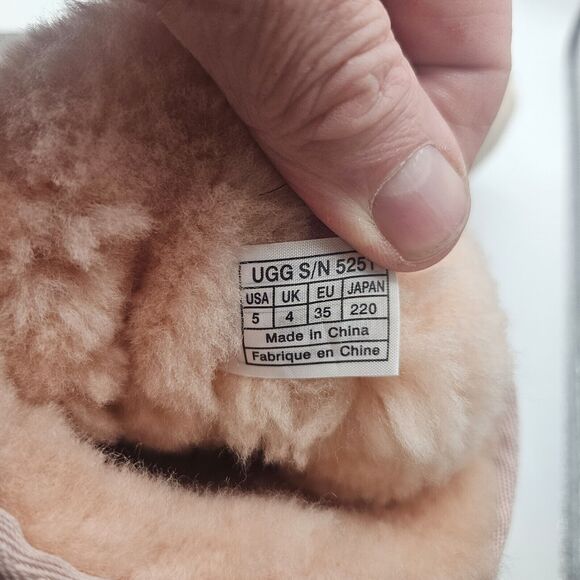 UGG S/N 5251
USA UK EU JAPAN
5 4 35 220
Made in China
Fabrique en Chine